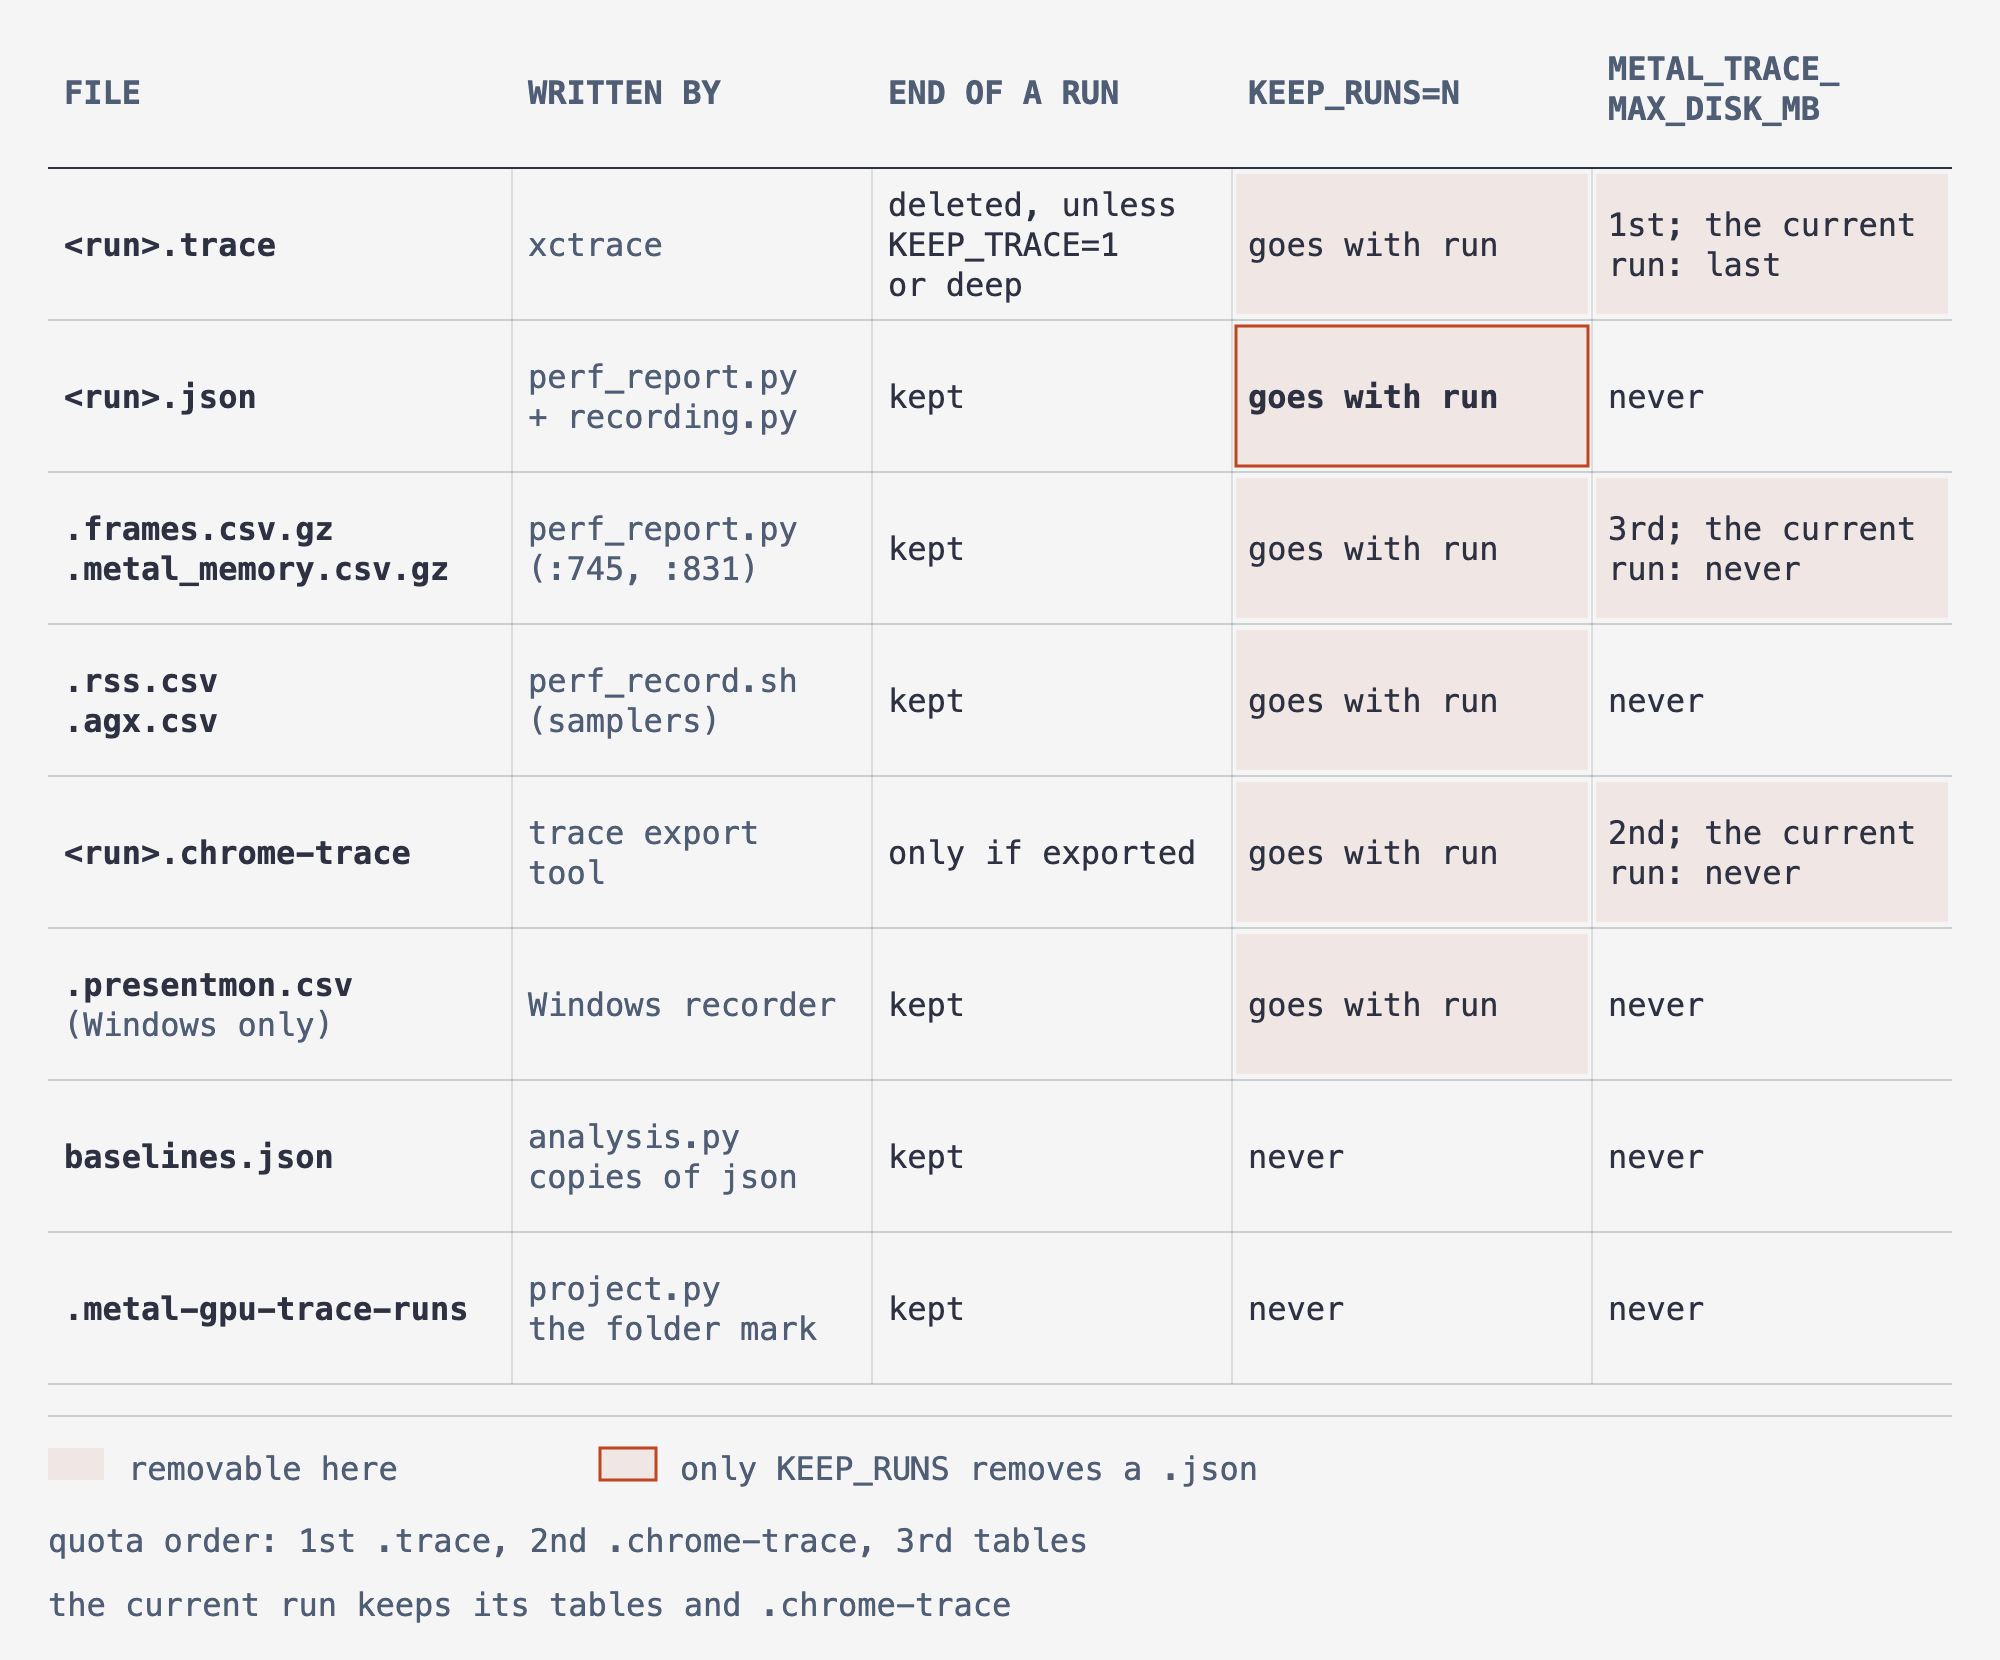 FILE
WRITTEN BY
END OF A RUN
KEEP_RUNS=N
METAL_TRACE_
MAX_DISK_MB
<run>.trace
xctrace
deleted, unless
KEEP_TRACE=1
or deep
goes with run
1st; the current
run: last
<run>.json
perf_report.py
+ recording.py
kept
goes with run
never
.frames.csv.gz
.metal_memory.csv.gz
perf_report.py
(:745, :831)
kept
goes with run
3rd; the current
run: never
.rss.csv
.agx.csv
perf_record.sh
(samplers)
kept
goes with run
never
<run>.chrome-trace
trace export
tool
only if exported
goes with run
2nd; the current
run: never
.presentmon.csv
(Windows only)
Windows recorder
kept
goes with run
never
baselines.json
analysis.py
copies of json
kept
never
never
.metal-gpu-trace-runs
project.py
the folder mark
kept
never
never
removable here
only KEEP_RUNS removes a .json
quota order: 1st .trace, 2nd .chrome-trace, 3rd tables
the current run keeps its tables and .chrome-trace